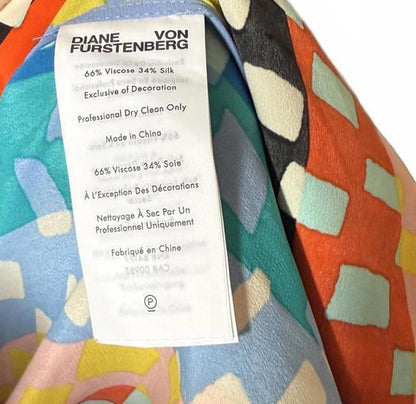 DIANE VON
FURSTENBERG
66% Viscose 34% Silk
Exclusive of Decoration
Professional Dry Clean Only
Made in China
66% Viscose 34% Soie
À L'Exception Des Décorations
Nettoyage À Sec Par Un
Professionel Uniquement
Fabriqué en Chine
P